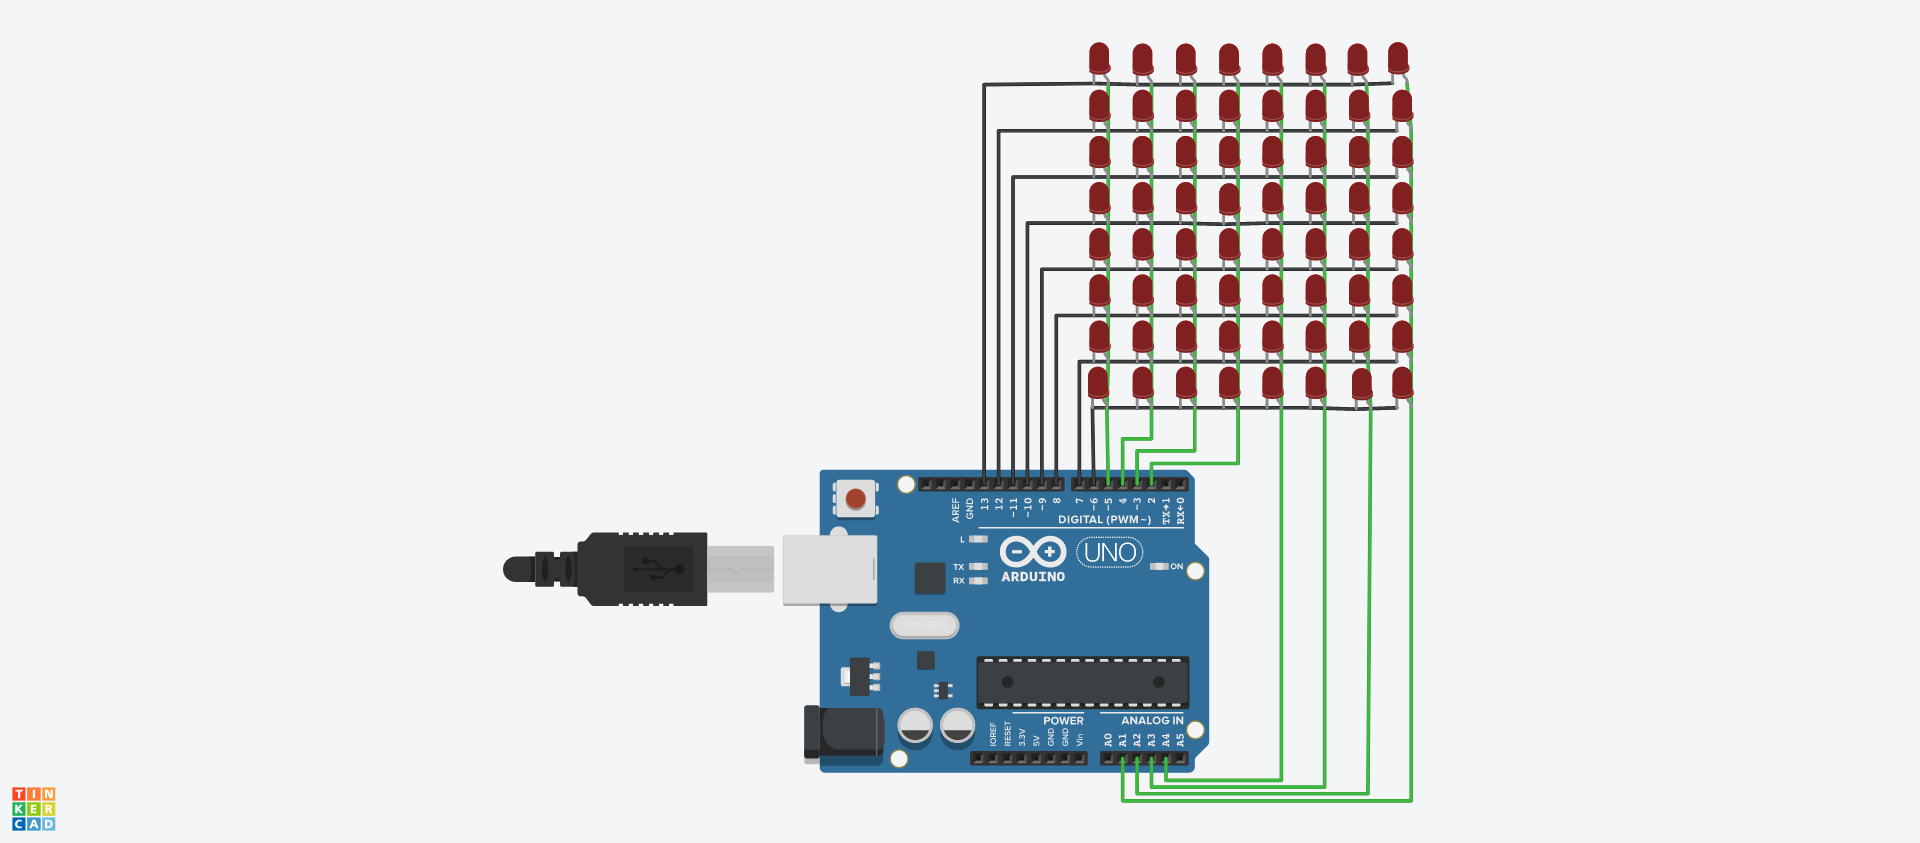 AREF
GND
13
12
~11
~10
~9
8
7
~6
~5
4
~3
2
TX→1
RX←0
DIGITAL (PWM ~)
L
TX
RX
ARDUINO
UNO
ON
POWER
ANALOG IN
IOREF
RESET
3.3V
5V
GND
GND
Vin
A0
A1
A2
A3
A4
A5
TIN
KER
CAD